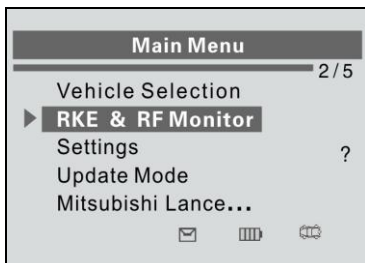 Main Menu
2/5
Vehicle Selection
RKE & RF Monitor
Settings
?
Update Mode
Mitsubishi Lance...